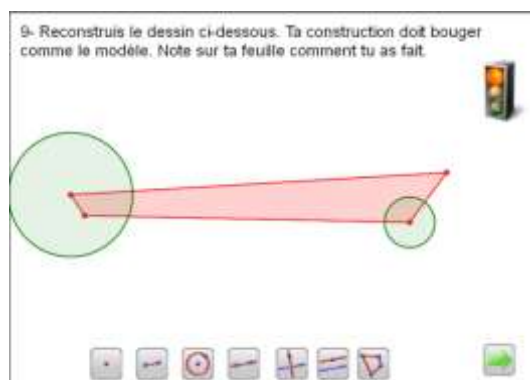 9- Reconstruis le dessin ci-dessous. Ta construction doit bouger
comme le modèle. Note sur ta feuille comment tu as fait.